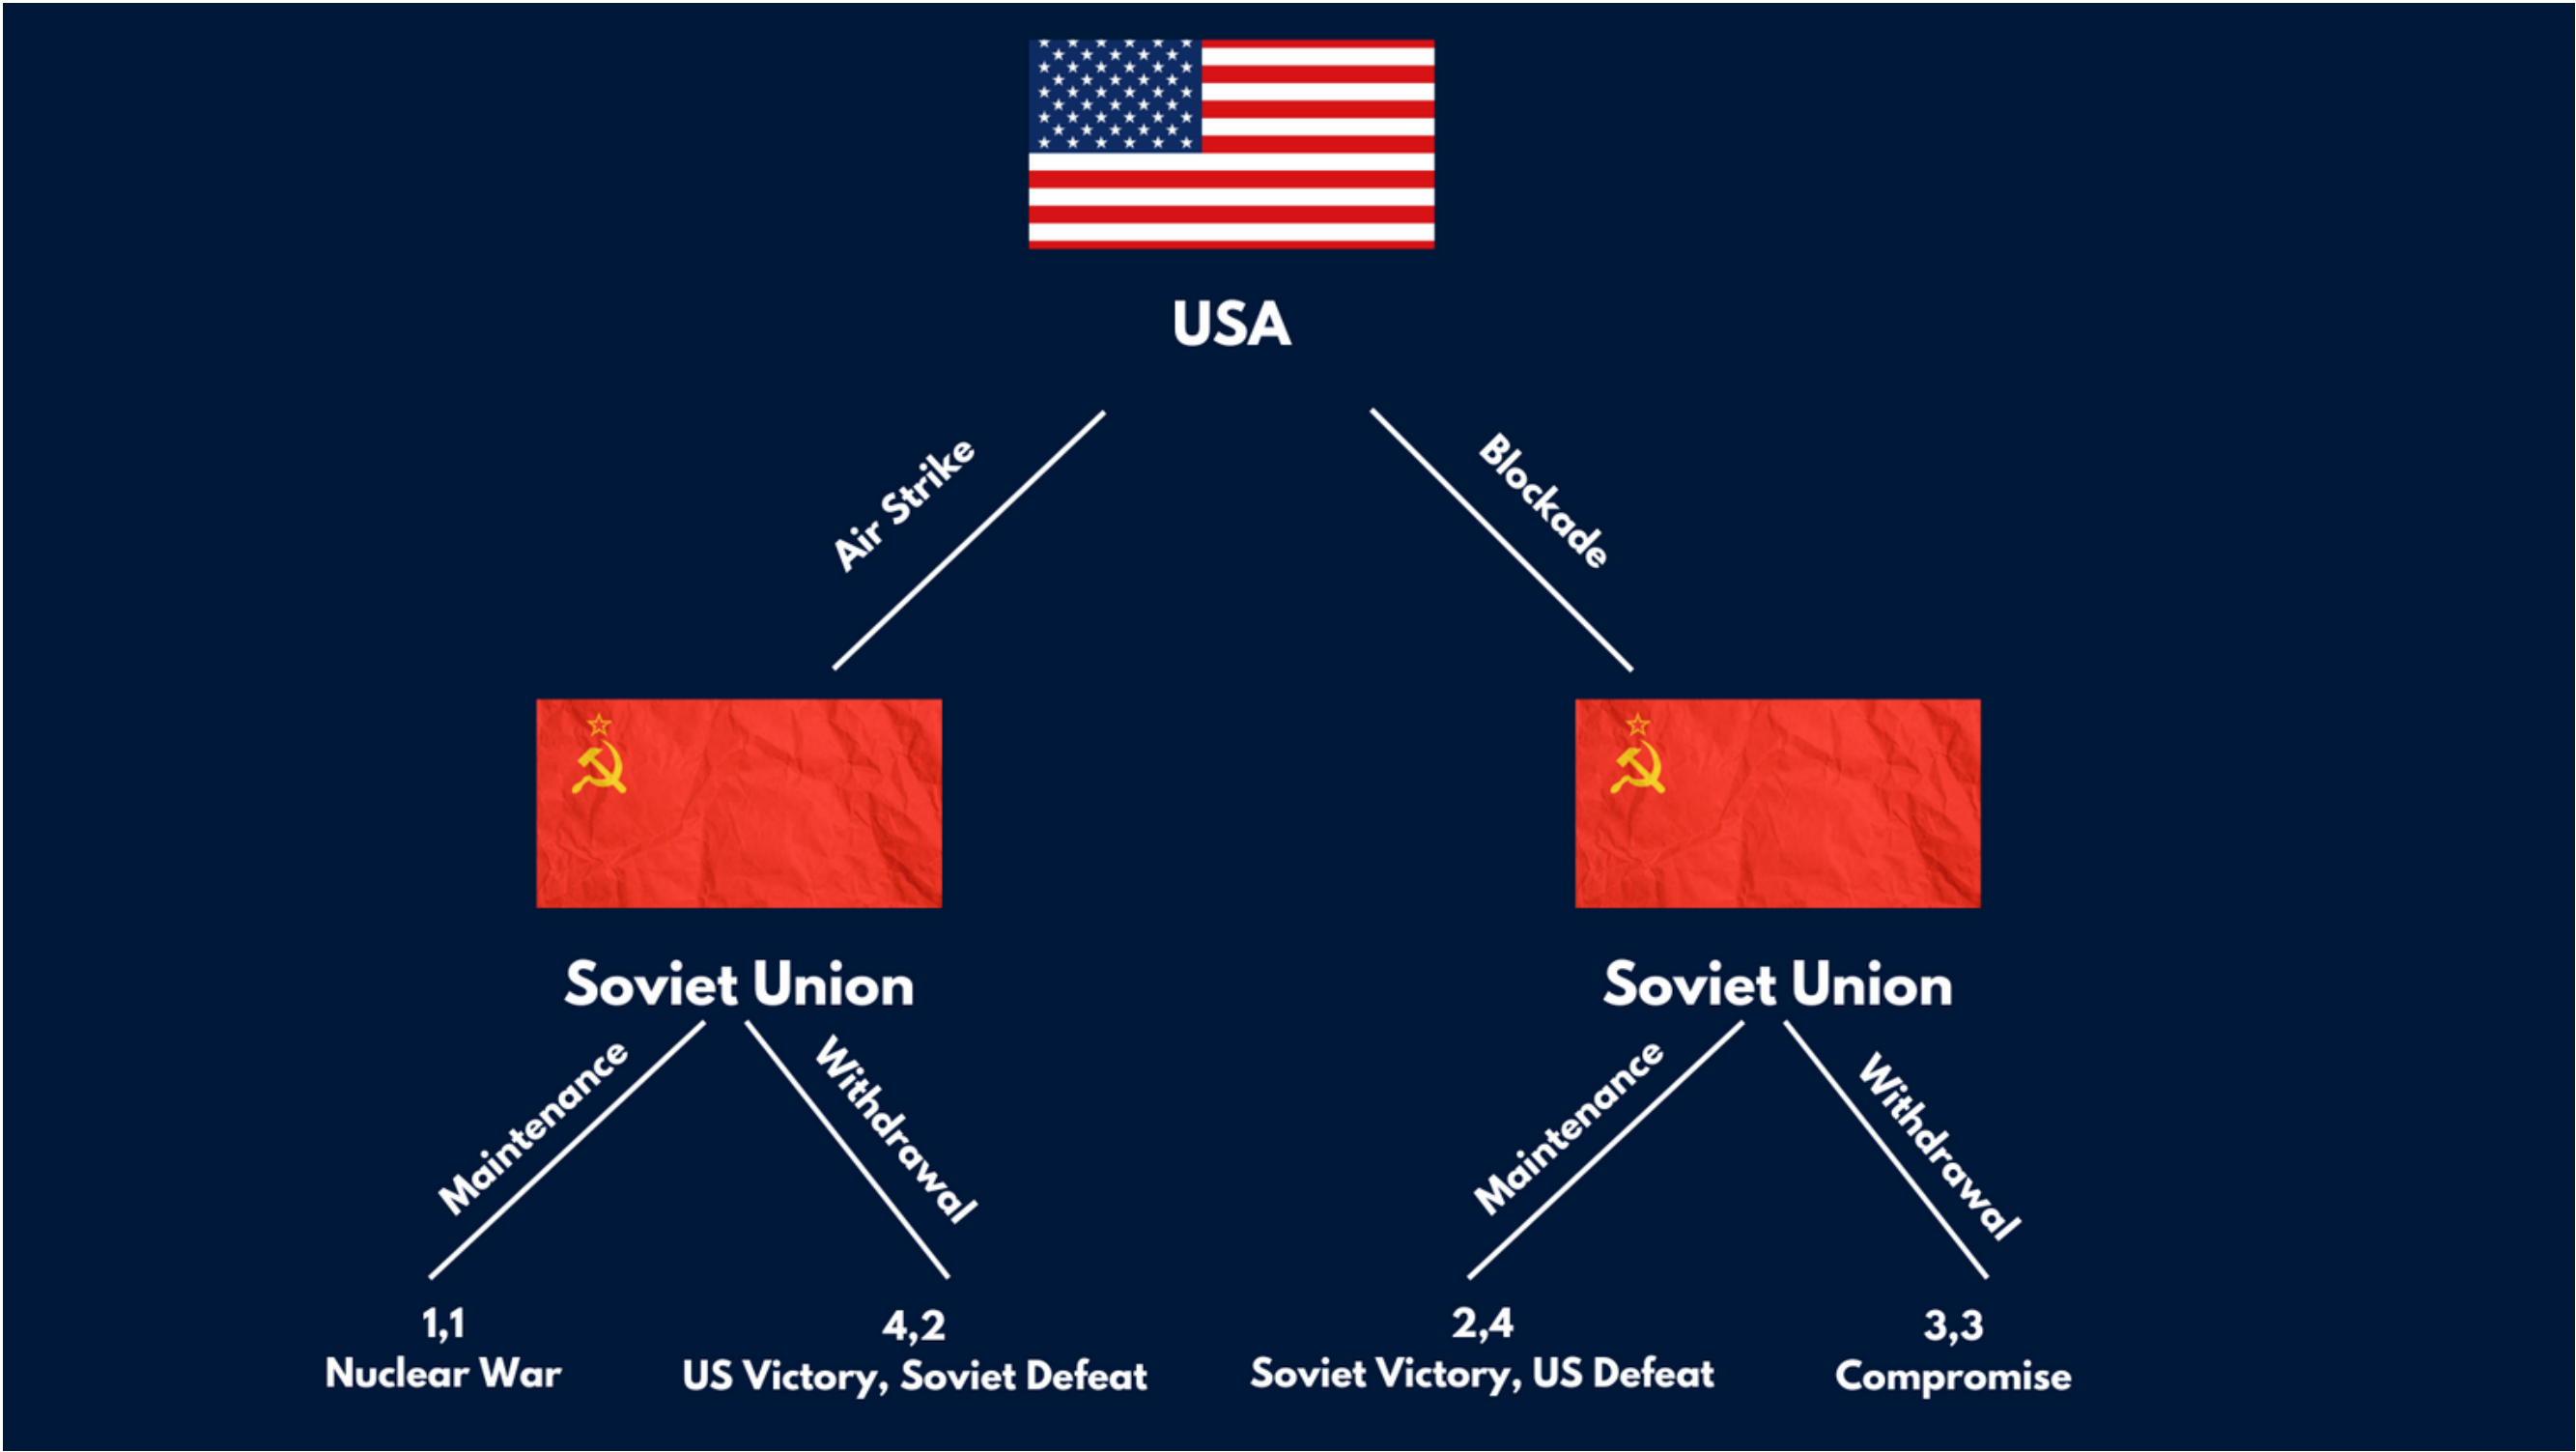 USA
Air Strike
Blockade
Soviet Union
Soviet Union
Maintenance
Withdrawal
Maintenance
Withdrawal
1,1
Nuclear War
4,2
US Victory, Soviet Defeat
2,4
Soviet Victory, US Defeat
3,3
Compromise